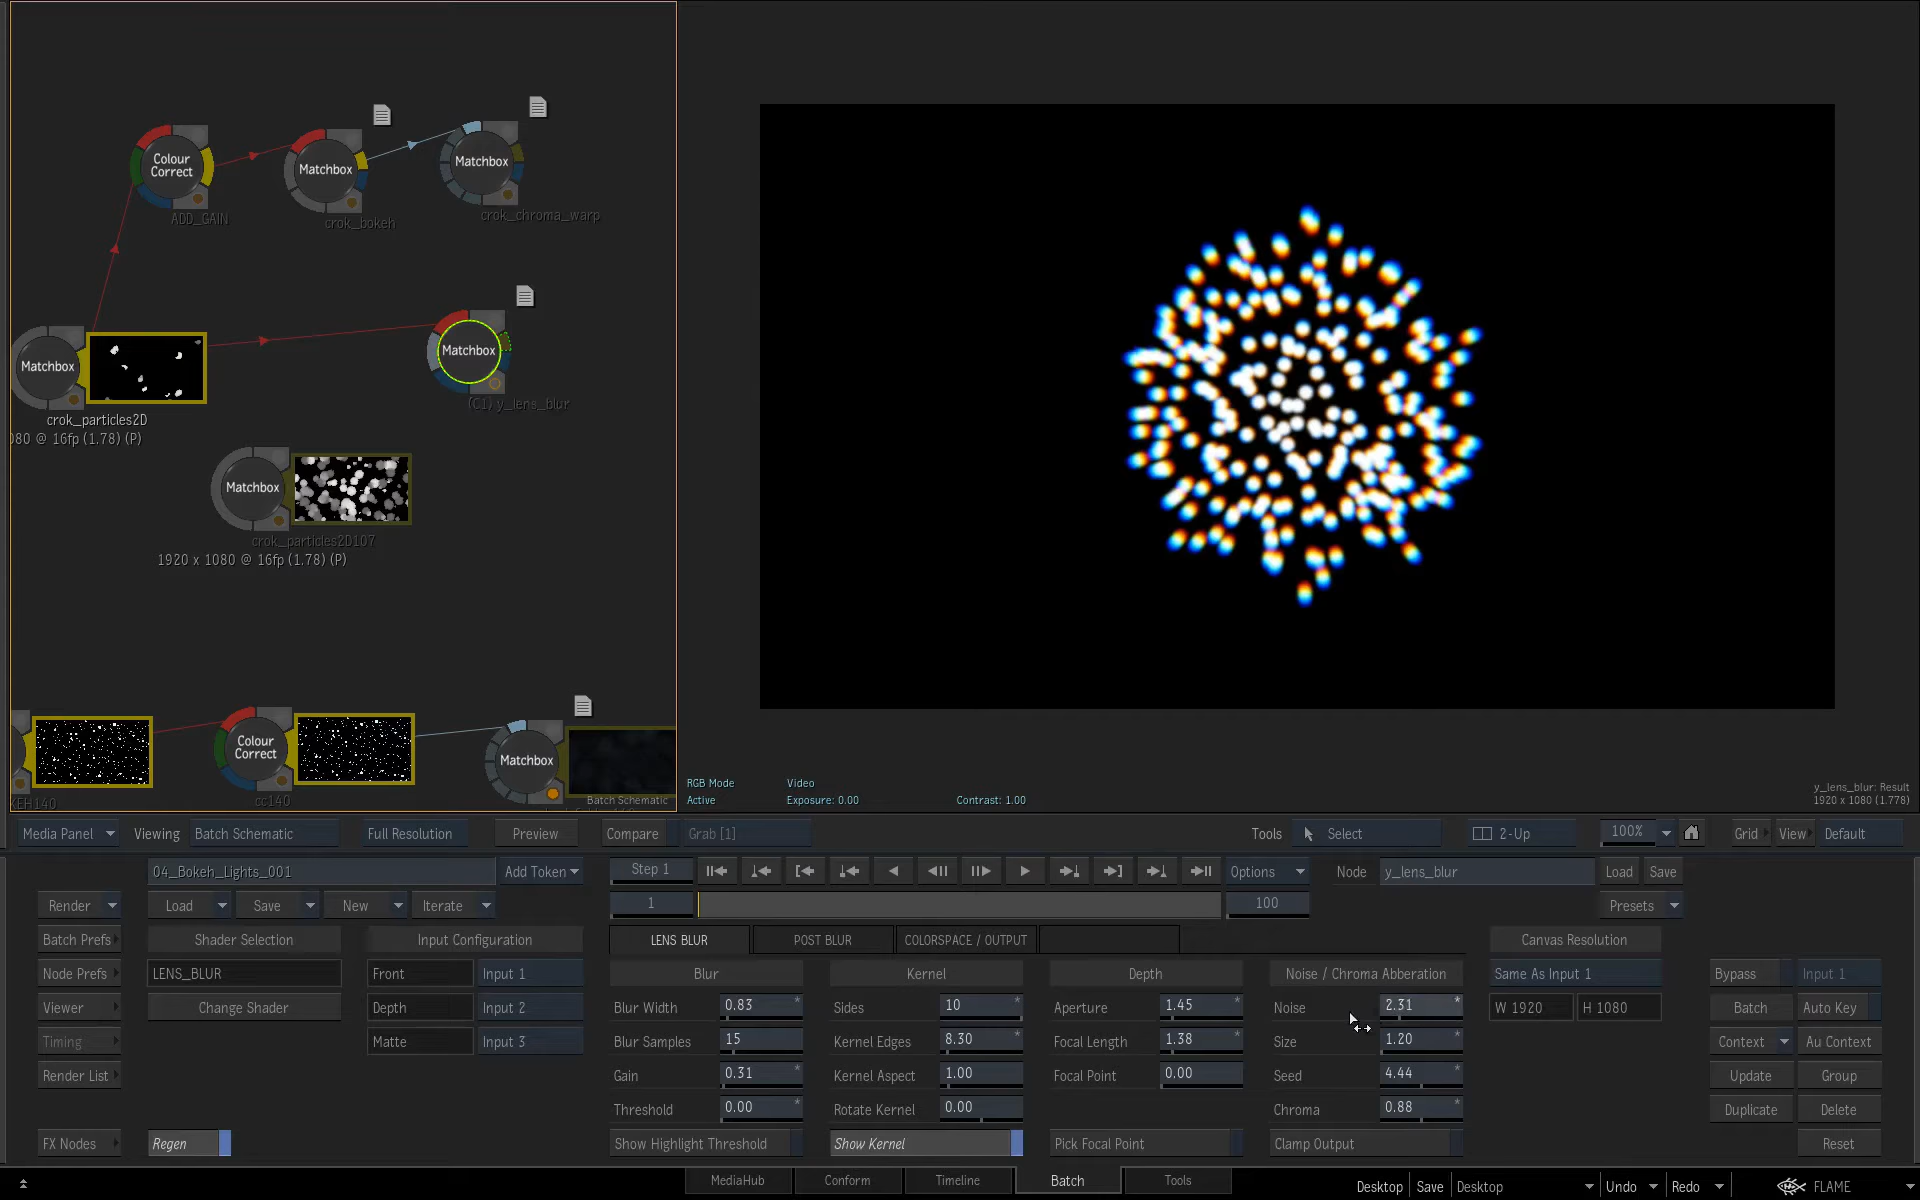 Colour
Correct
ADD_GAIN
Matchbox
crok_bokeh
Matchbox
crok_chroma_warp
Matchbox
crok_particles2D
080 @ 16fp (1.78) (P)
Matchbox
(C1) y_lens_blur
Matchbox
crok_particles2D107
1920 x 1080 @ 16fp (1.78) (P)
KEH140
Colour
Correct
cc140
Matchbox
Batch Schematic
RGB Mode
Active
Video
Exposure: 0.00
Contrast: 1.00
y_lens_blur: Result
1920 x 1080 (1.778)
Media Panel
Viewing
Batch Schematic
Full Resolution
Preview
Compare
Grab [1]
Tools
Select
2-Up
100%
Grid
View
Default
04_Bokeh_Lights_001
Add Token
Step 1
Options
Node
y_lens_blur
Load
Save
Render
Load
Save
New
Iterate
1
100
Presets
Batch Prefs
Shader Selection
Input Configuration
LENS BLUR
POST BLUR
COLORSPACE / OUTPUT
Canvas Resolution
Node Prefs
LENS_BLUR
Front
Input 1
Blur
Kernel
Depth
Noise / Chroma Abberation
Same As Input 1
Bypass
Input 1
Viewer
Change Shader
Depth
Input 2
Blur Width
0.83
Sides
10
Aperture
1.45
Noise
2.31
W 1920
H 1080
Batch
Auto Key
Timing
Matte
Input 3
Blur Samples
15
Kernel Edges
8.30
Focal Length
1.38
Size
1.20
Context
Au Context
Render List
Gain
0.31
Kernel Aspect
1.00
Focal Point
0.00
Seed
4.44
Update
Group
Threshold
0.00
Rotate Kernel
0.00
Chroma
0.88
Duplicate
Delete
FX Nodes
Regen
Show Highlight Threshold
Show Kernel
Pick Focal Point
Clamp Output
Reset
MediaHub
Conform
Timeline
Batch
Tools
Desktop
Save
Desktop
Undo
Redo
FLAME